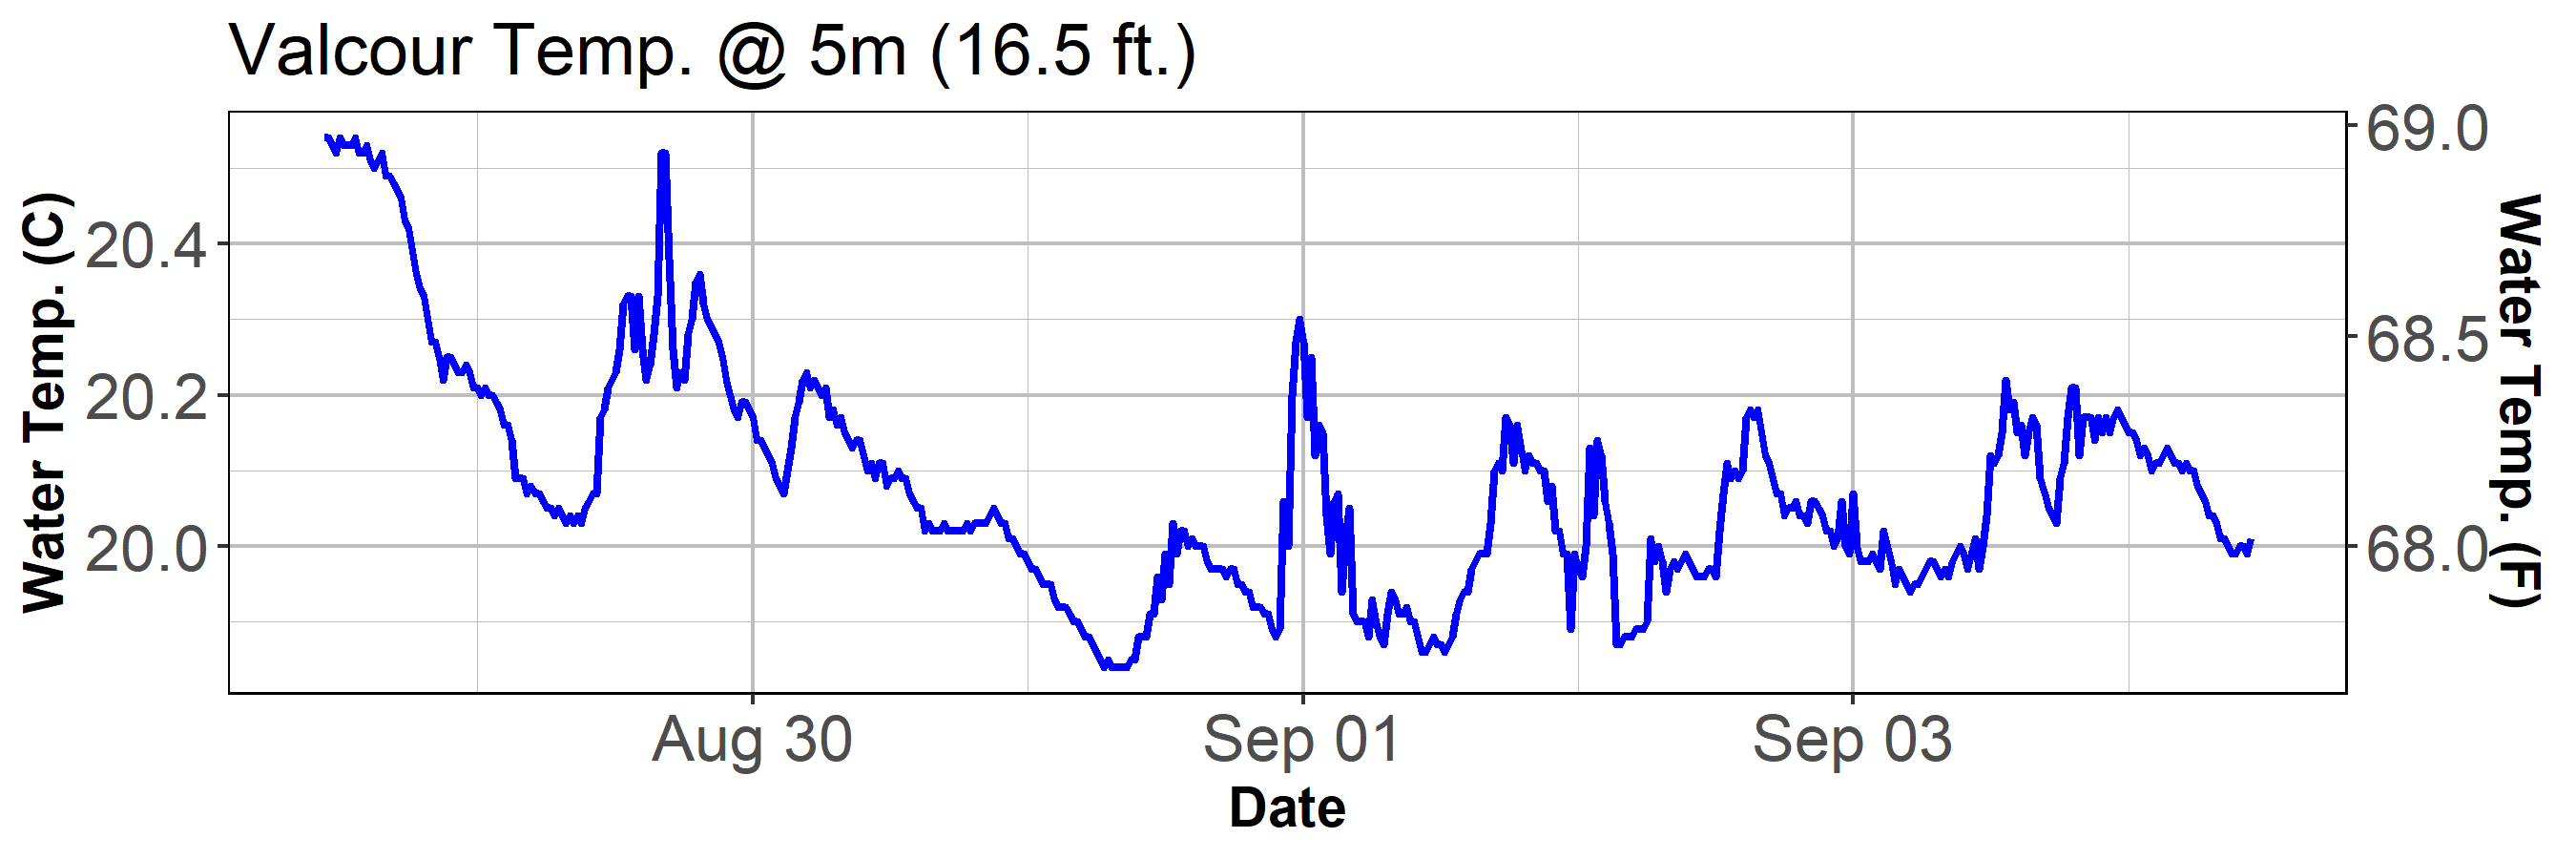 Valcour Temp. @ 5m (16.5 ft.)
Water Temp. (C)
20.4
20.2
20.0
69.0
68.5
68.0
Water Temp. (F)
Aug 30 Sep 01 Sep 03
Date